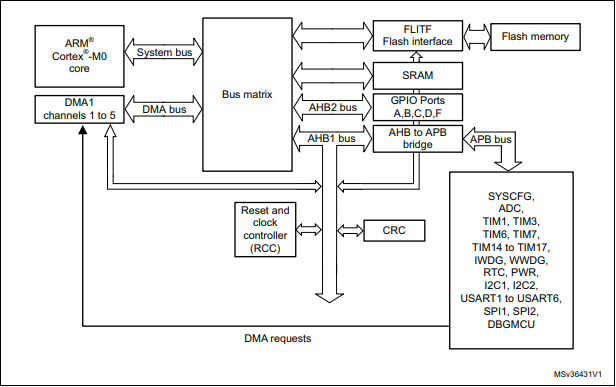 ARM®
Cortex®-M0
core
System bus
DMA1
channels 1 to 5
DMA bus
Bus matrix
FLITF
Flash interface
Flash memory
SRAM
AHB2 bus
GPIO Ports
A,B,C,D,F
AHB1 bus
AHB to APB
bridge
APB bus
Reset and
clock
controller
(RCC)
CRC
SYSCFG,
ADC,
TIM1, TIM3,
TIM6, TIM7,
TIM14 to TIM17,
IWDG, WWDG,
RTC, PWR,
I2C1, I2C2,
USART1 to USART6,
SPI1, SPI2,
DBGMCU
DMA requests
MSv36431V1